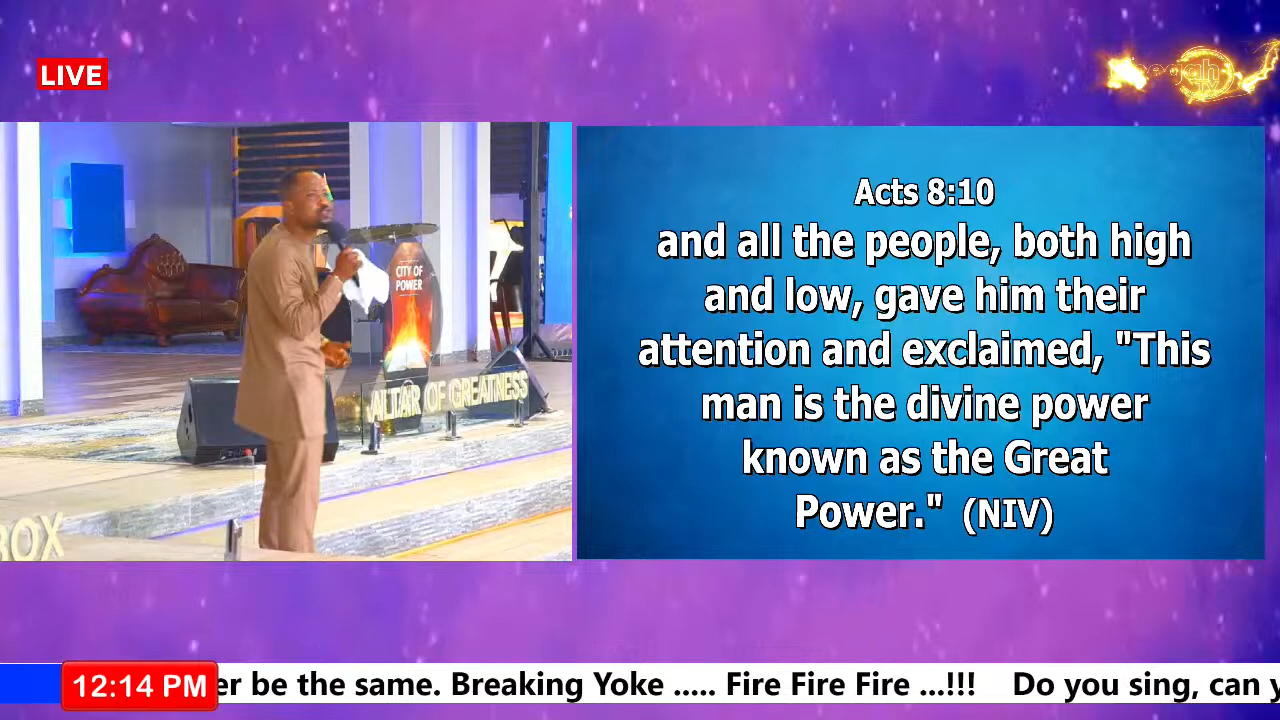 LIVE
Acts 8:10
and all the people, both high
and low, gave him their
attention and exclaimed, "This
man is the divine power
known as the Great
Power." (NIV)
CITY OF
POWER
ALTAR OF GREATNESS
BOX
12:14 PM
er be the same. Breaking Yoke ..... Fire Fire Fire ...!!! Do you sing, can y